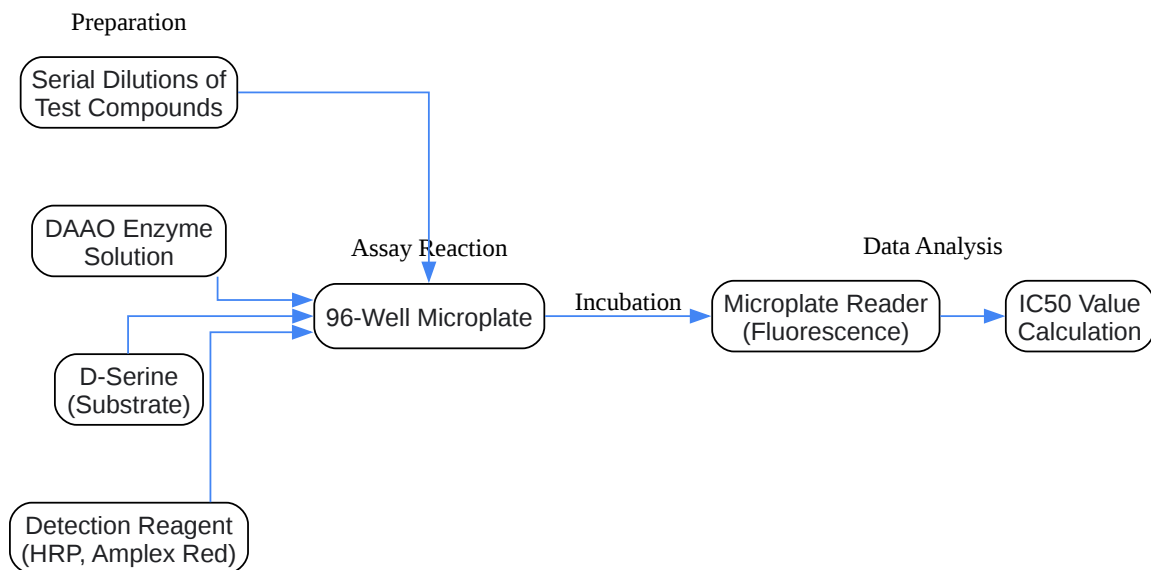 Preparation
Serial Dilutions of
Test Compounds
DAAO Enzyme
Solution
Assay Reaction
Data Analysis
D-Serine
(Substrate)
96-Well Microplate
Incubation
Microplate Reader
(Fluorescence)
IC50 Value
Calculation
Detection Reagent
(HRP, Amplex Red)